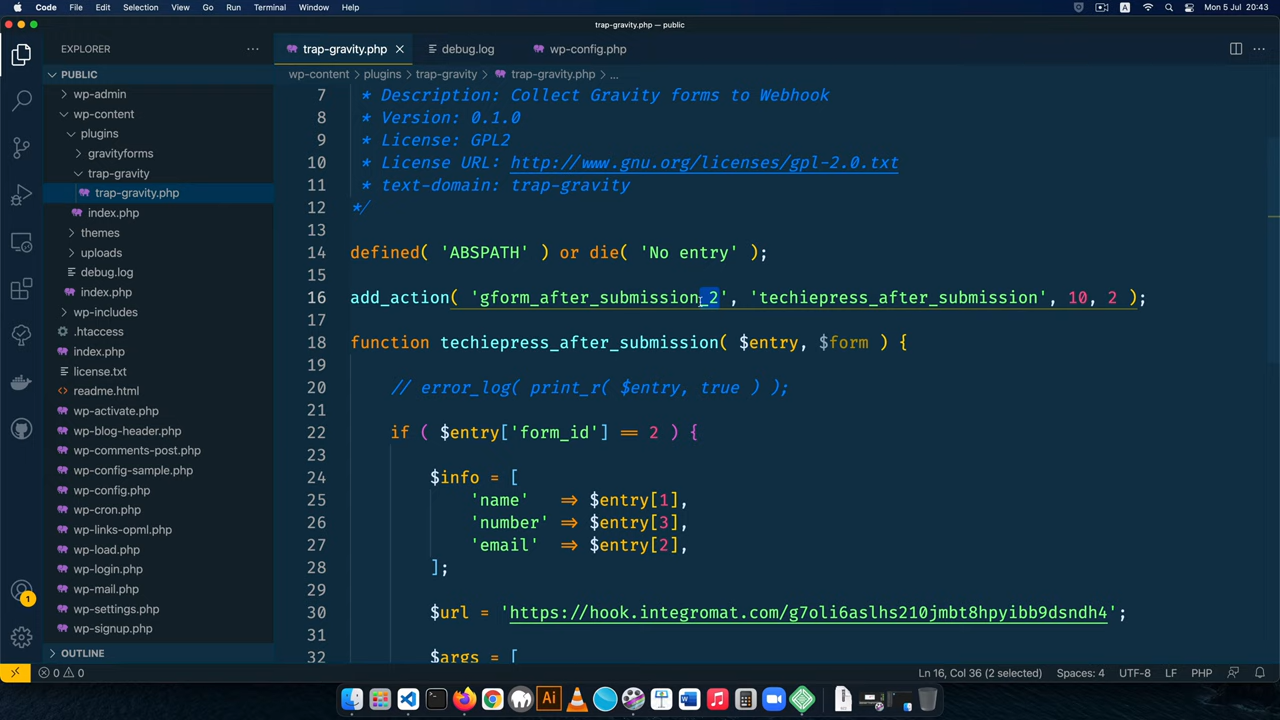 Code File Edit Selection View Go Run Terminal Window Help
A Mon 5 Jul 20:43
trap-gravity.php — public
EXPLORER
trap-gravity.php
debug.log
wp-config.php
PUBLIC
wp-content > plugins > trap-gravity > trap-gravity.php > ...
wp-admin
wp-content
plugins
gravityforms
trap-gravity
trap-gravity.php
index.php
themes
uploads
debug.log
index.php
wp-includes
.htaccess
index.php
license.txt
readme.html
wp-activate.php
wp-blog-header.php
wp-comments-post.php
wp-config-sample.php
wp-config.php
wp-cron.php
wp-links-opml.php
wp-load.php
wp-login.php
wp-mail.php
wp-settings.php
wp-signup.php
OUTLINE
1
7 * Description: Collect Gravity forms to Webhook
8 * Version: 0.1.0
9 * License: GPL2
10 * License URL: http://www.gnu.org/licenses/gpl-2.0.txt
11 * text-domain: trap-gravity
12 */
13
14 defined( 'ABSPATH' ) or die( 'No entry' );
15
16 add_action( 'gform_after_submission_2', 'techiepress_after_submission', 10, 2 );
17
18 function techiepress_after_submission( $entry, $form ) {
19
20 // error_log( print_r( $entry, true ) );
21
22 if ( $entry['form_id'] == 2 ) {
23
24 $info = [
25 'name' => $entry[1],
26 'number' => $entry[3],
27 'email' => $entry[2],
28 ];
29
30 $url = 'https://hook.integromat.com/g7oli6aslhs210jmbt8hpyibb9dsndh4';
31
32 $args = [
0 0
Ln 16, Col 36 (2 selected) Spaces: 4 UTF-8 LF PHP
Ai